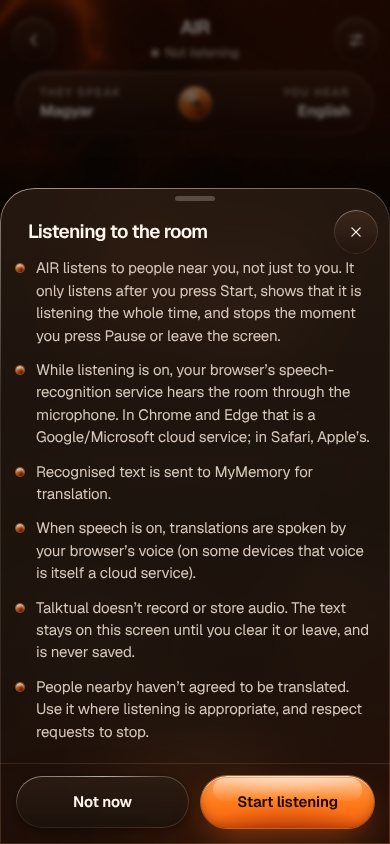 AIR
Not listening
THEY SPEAK
YOU HEAR
Magyar
English
Listening to the room
AIR listens to people near you, not just to you. It
only listens after you press Start, shows that it is
listening the whole time, and stops the moment
you press Pause or leave the screen.
While listening is on, your browser’s speech-
recognition service hears the room through the
microphone. In Chrome and Edge that is a
Google/Microsoft cloud service; in Safari, Apple’s.
Recognised text is sent to MyMemory for
translation.
When speech is on, translations are spoken by
your browser’s voice (on some devices that voice
is itself a cloud service).
Talktual doesn’t record or store audio. The text
stays on this screen until you clear it or leave, and
is never saved.
People nearby haven’t agreed to be translated.
Use it where listening is appropriate, and respect
requests to stop.
Not now
Start listening